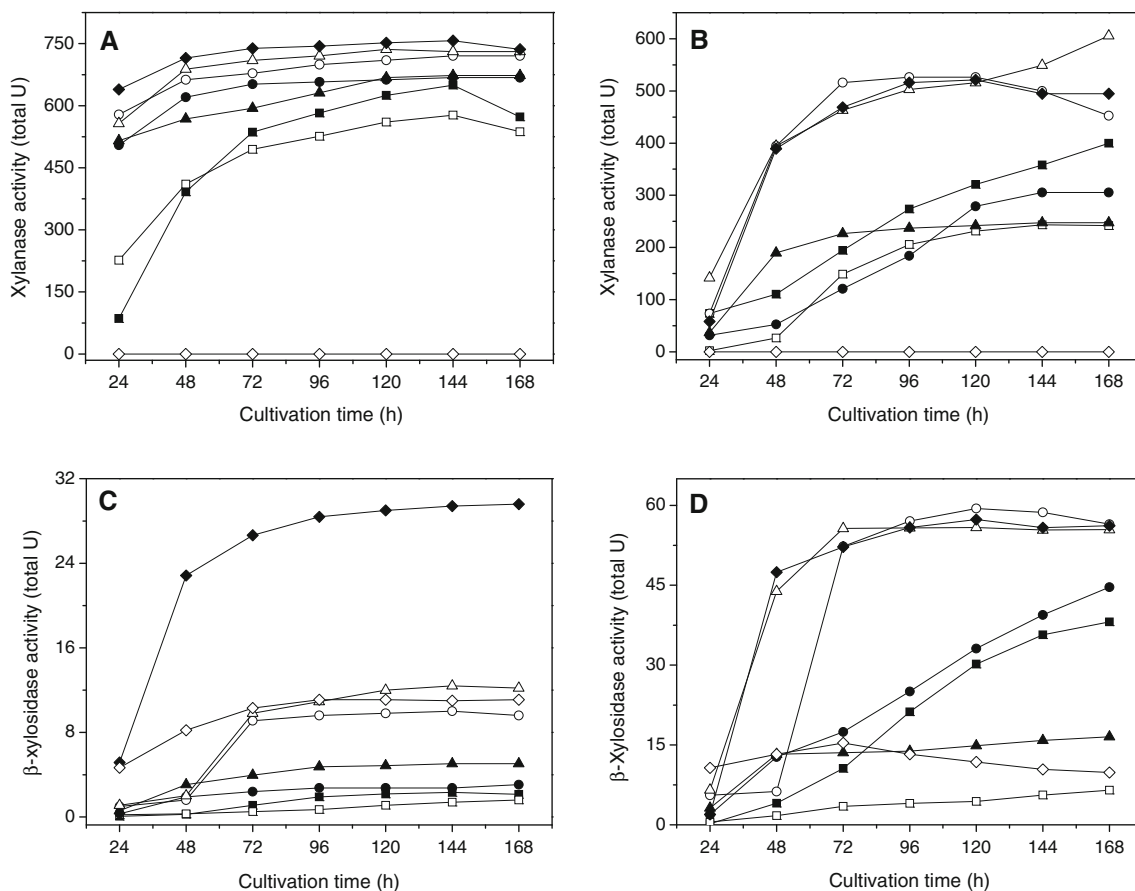 A
Xylanase activity (total U)
750
600
450
300
150
0
24 48 72 96 120 144 168
Cultivation time (h)
B
Xylanase activity (total U)
600
500
400
300
200
100
0
24 48 72 96 120 144 168
Cultivation time (h)
C
β-xylosidase activity (total U)
32
24
16
8
0
24 48 72 96 120 144 168
Cultivation time (h)
D
β-Xylosidase activity (total U)
60
45
30
15
0
24 48 72 96 120 144 168
Cultivation time (h)